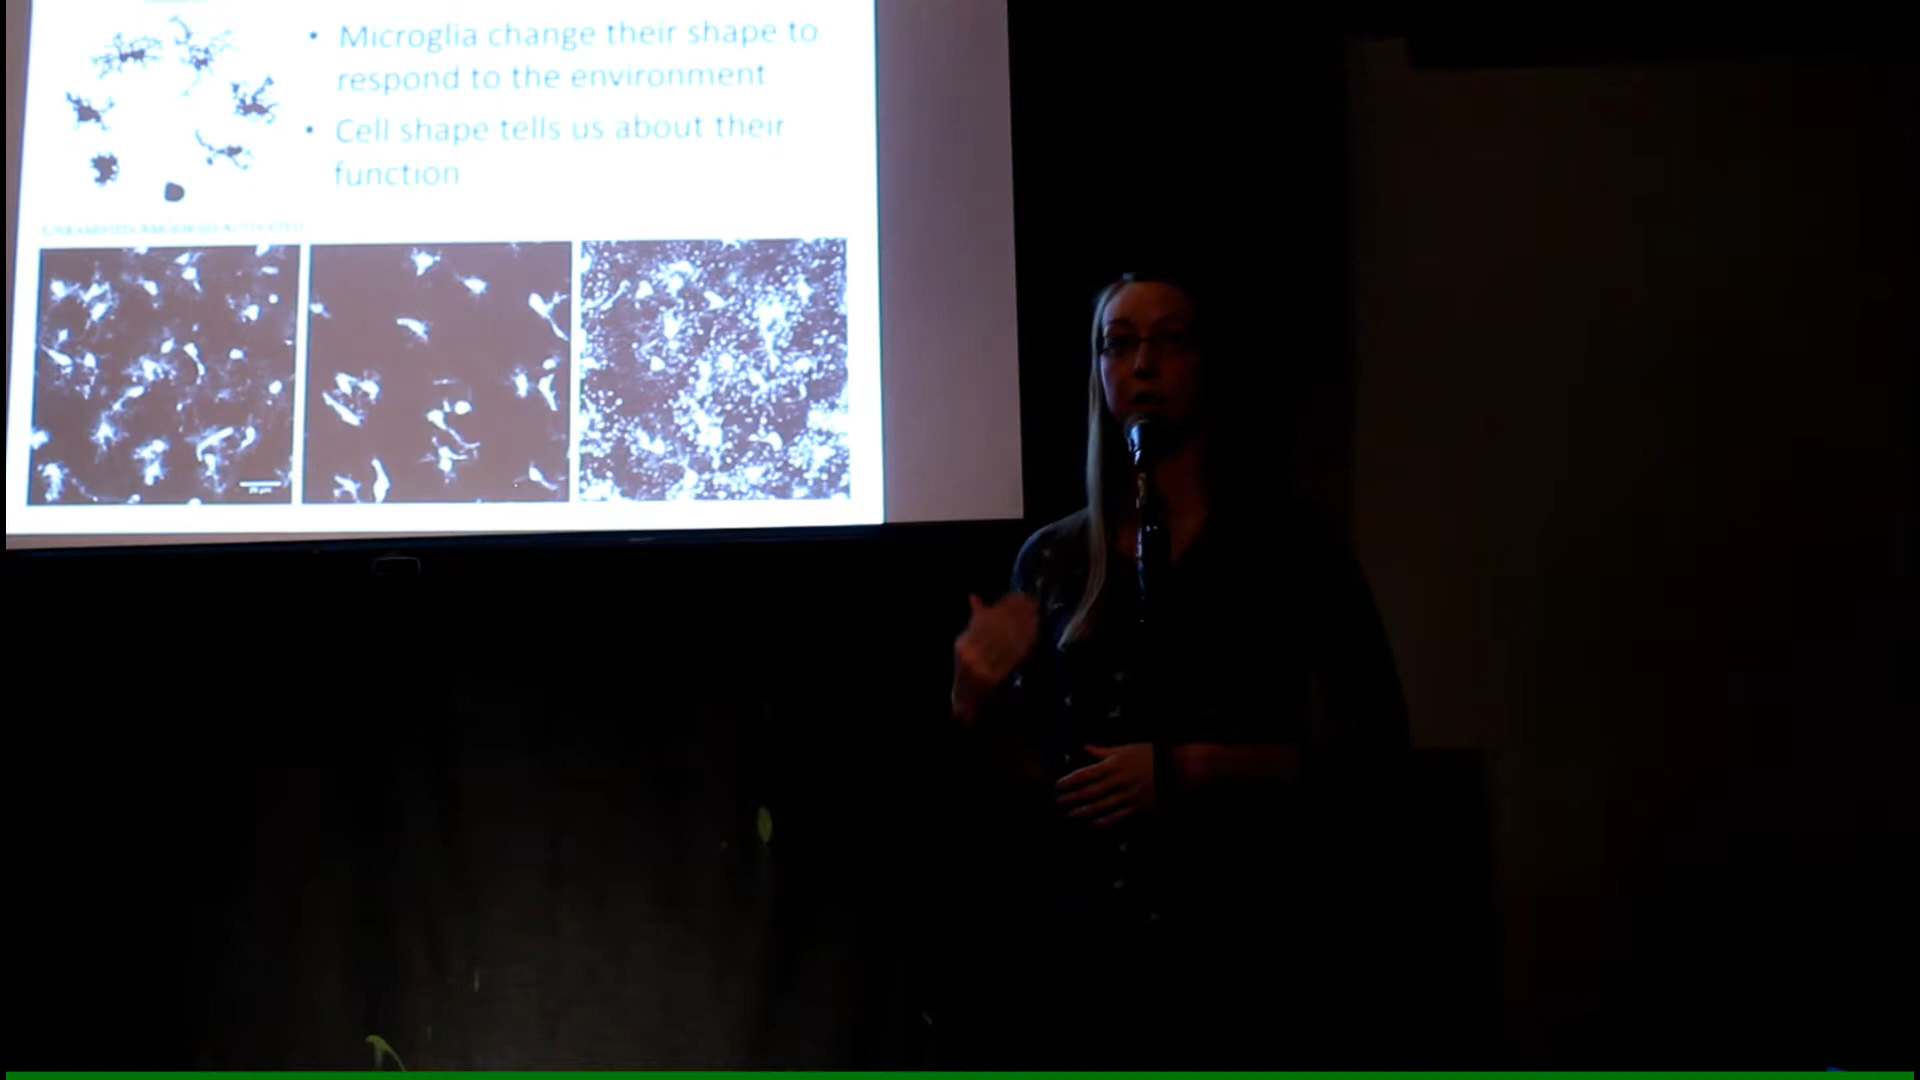 • Microglia change their shape to
respond to the environment
• Cell shape tells us about their
function